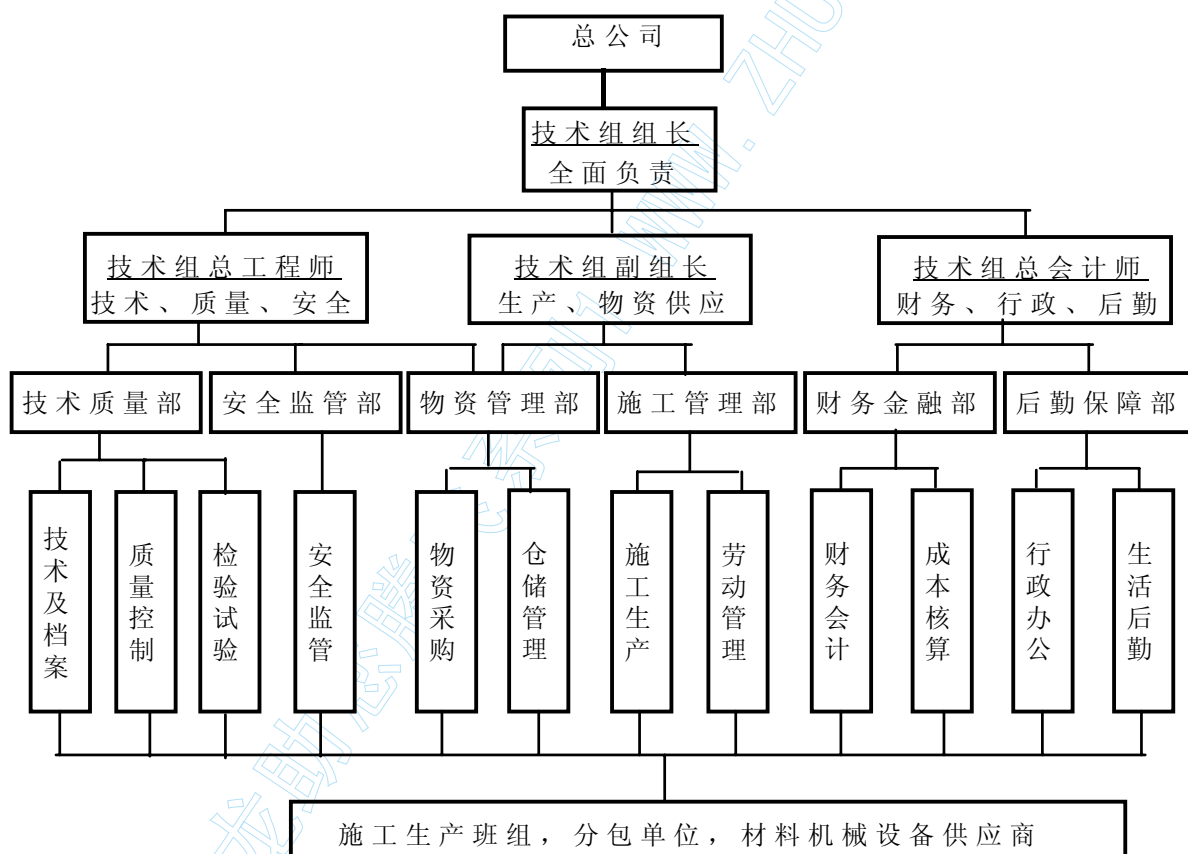 总公司
技术组组长
全面负责
技术组总工程师
技术、质量、安全
技术组副组长
生产、物资供应
技术组总会计师
财务、行政、后勤
技术质量部
安全监管部
物资管理部
施工管理部
财务金融部
后勤保障部
技术及档案
质量控制
检验试验
安全监管
物资采购
仓储管理
施工生产
劳动管理
财务会计
成本核算
行政办公
生活后勤
施工生产班组，分包单位，材料机械设备供应商